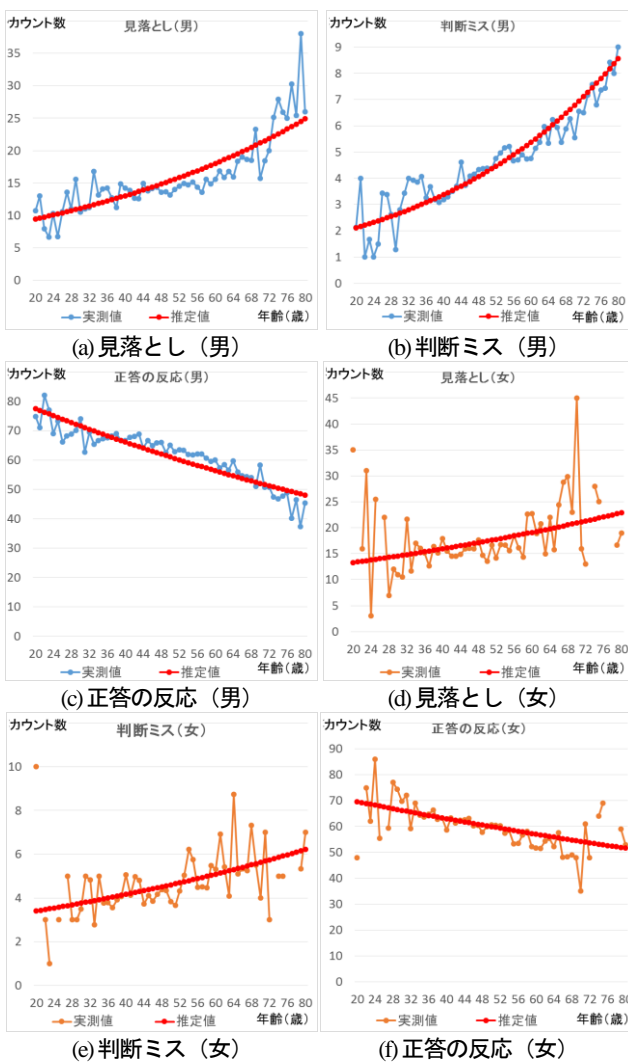 カウント数
見落とし(男)
35
30
25
20
15
10
5
0
20 24 28 32 36 40 44 48 52 56 60 64 68 72 76 80
実測値 推定値 年齢(歳)
(a)見落とし（男）
カウント数
判断ミス(男)
9
8
7
6
5
4
3
2
1
0
20 24 28 32 36 40 44 48 52 56 60 64 68 72 76 80
実測値 推定値 年齢(歳)
(b)判断ミス（男）
カウント数
正答の反応(男)
80
70
60
50
40
30
20
10
0
20 24 28 32 36 40 44 48 52 56 60 64 68 72 76 80
実測値 推定値 年齢(歳)
(c)正答の反応（男）
カウント数
見落とし(女)
45
40
35
30
25
20
15
10
5
0
20 24 28 32 36 40 44 48 52 56 60 64 68 72 76 80
実測値 推定値 年齢(歳)
(d)見落とし（女）
カウント数
判断ミス(女)
10
8
6
4
2
0
20 24 28 32 36 40 44 48 52 56 60 64 68 72 76 80
実測値 推定値 年齢(歳)
(e)判断ミス（女）
カウント数
正答の反応(女)
90
80
70
60
50
40
30
20
10
0
20 24 28 32 36 40 44 48 52 56 60 64 68 72 76 80
実測値 推定値 年齢(歳)
(f)正答の反応（女）